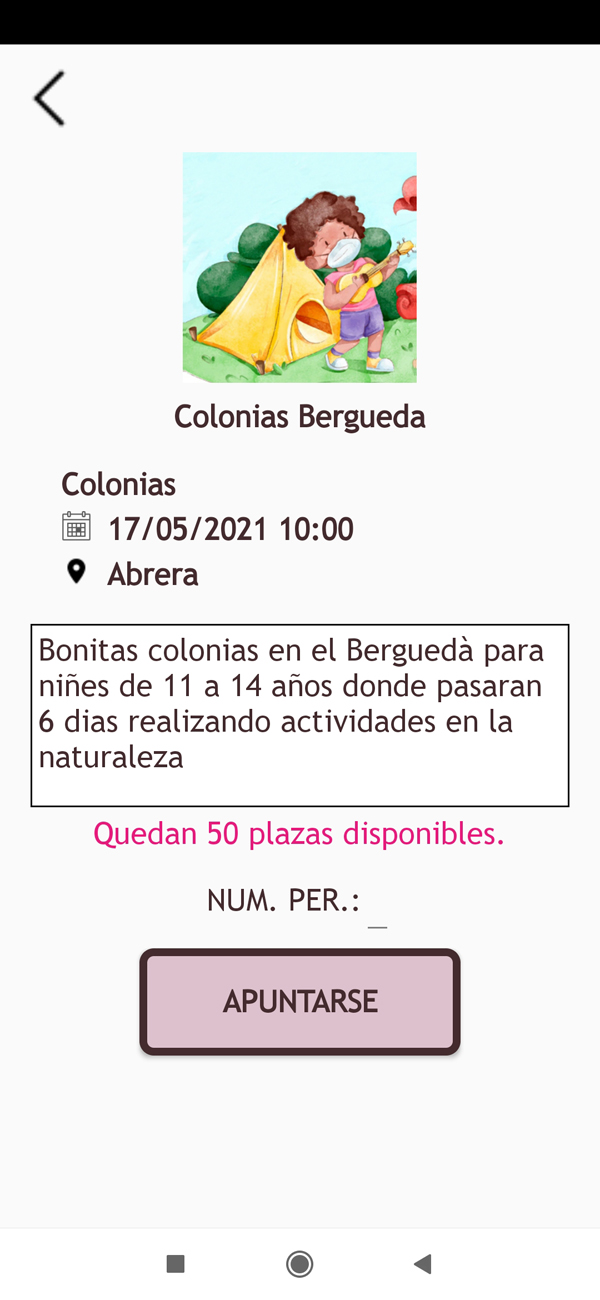 Colonias Bergueda
Colonias
17/05/2021 10:00
Abrera
Bonitas colonias en el Berguedà para
niñes de 11 a 14 años donde pasaran
6 dias realizando actividades en la
naturaleza
Quedan 50 plazas disponibles.
NUM. PER.:
APUNTARSE